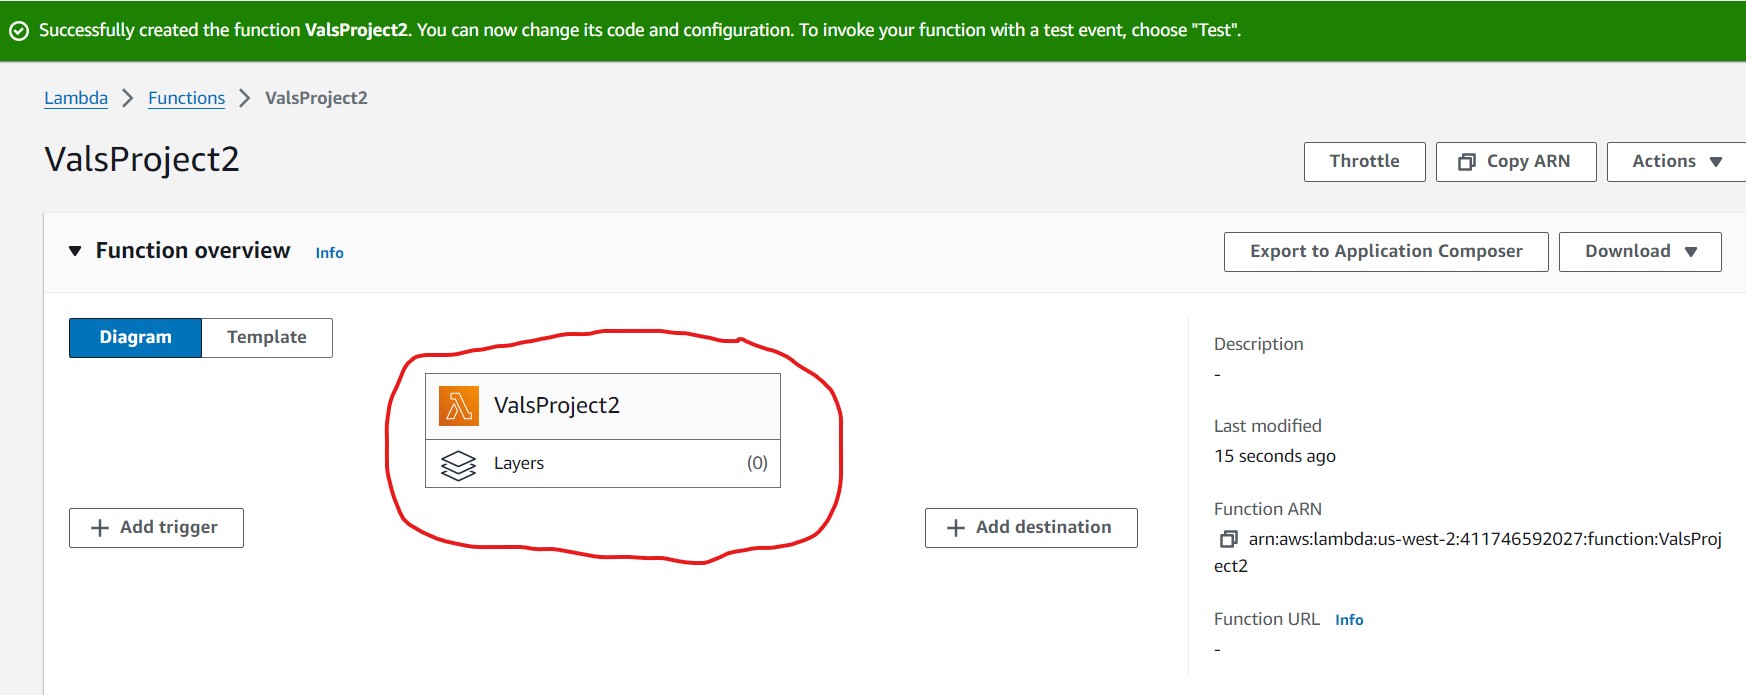 Successfully created the function ValsProject2. You can now change its code and configuration. To invoke your function with a test event, choose "Test".
Lambda > Functions > ValsProject2
ValsProject2
Throttle
Copy ARN
Actions
Function overview Info
Export to Application Composer
Download
Diagram
Template
ValsProject2
Layers (0)
+ Add trigger
+ Add destination
Description
-
Last modified
15 seconds ago
Function ARN
arn:aws:lambda:us-west-2:411746592027:function:ValsProj
ect2
Function URL Info
-